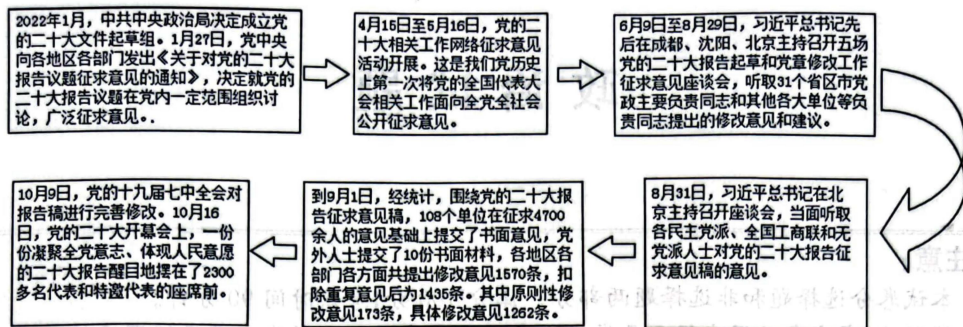 2022年1月，中共中央政治局决定成立党
的二十大文件起草组。1月27日，党中央
向各地区各部门发出《关于对党的二十大
报告议题征求意见的通知》，决定就党的
二十大报告议题在党内一定范围组织讨
论，广泛征求意见。.
4月15日至5月16日，党的二
十大相关工作网络征求意见
活动开展。这是我们党历史
上第一次将党的全国代表大
会相关工作面向全党全社会
公开征求意见。
6月9日至8月29日，习近平总书记先
后在成都、沈阳、北京主持召开五场
党的二十大报告起草和党章修改工作
征求意见座谈会，听取31个省区市党
政主要负责同志和其他各大单位等负
责同志提出的修改意见和建议。
8月31日，习近平总书记在北
京主持召开座谈会，当面听取
各民主党派、全国工商联和无
党派人士对党的二十大报告征
求意见稿的意见。
到9月1日，经统计，围绕党的二十大报
告征求意见稿，108个单位在征求4700
余人的意见基础上提交了书面意见，党
外人士提交了10份书面材料，各地区各
部门各方面共提出修改意见1570条，扣
除重复意见后为1435条。其中原则性修
改意见173条，具体修改意见1262条。
10月9日，党的十九届七中全会对
报告稿进行完善修改。10月16
日，党的二十大开幕会上，一份
份凝聚全党意志、体现人民意愿
的二十大报告醒目地摆在了2300
多名代表和特邀代表的座席前。